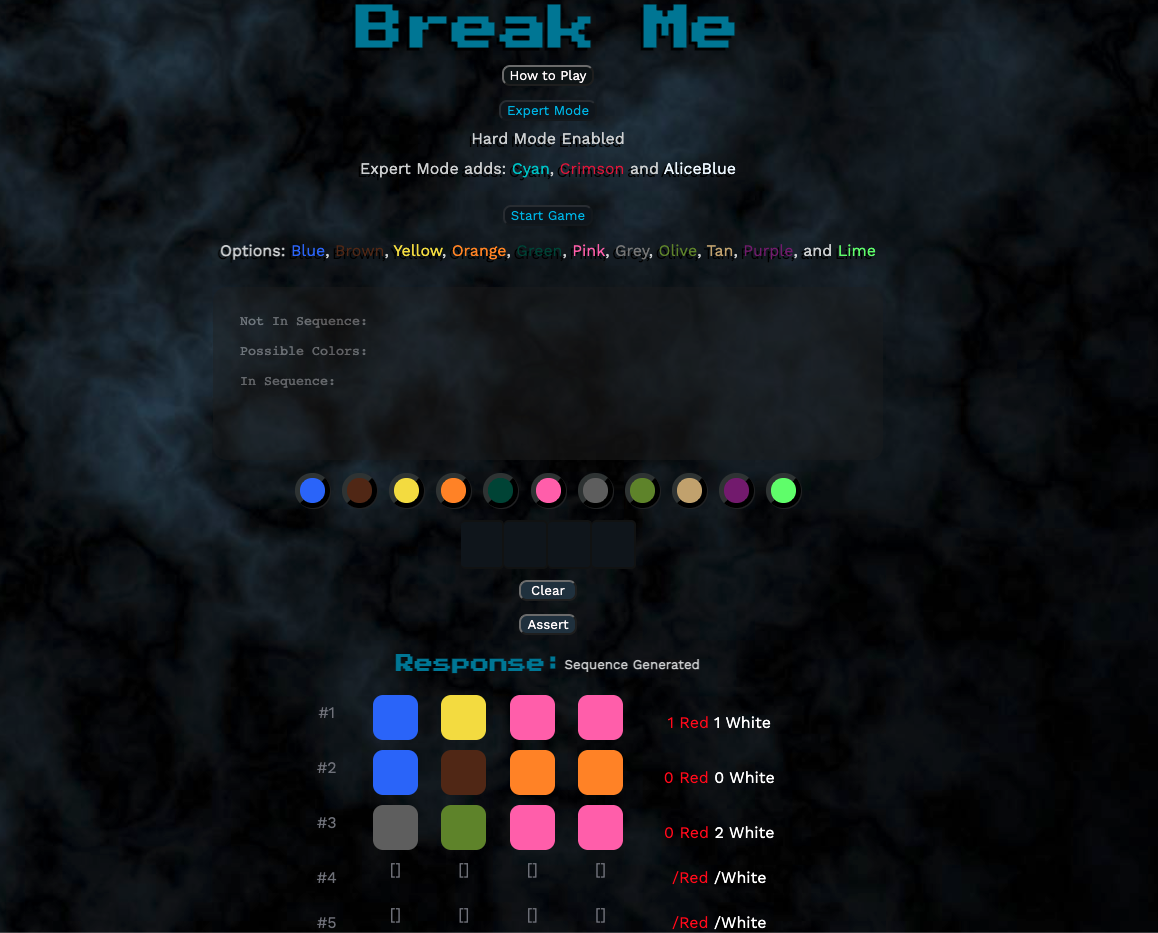 Break Me
How to Play
Expert Mode
Hard Mode Enabled
Expert Mode adds: Cyan, Crimson and AliceBlue
Start Game
Options: Blue, Brown, Yellow, Orange, Green, Pink, Grey, Olive, Tan, Purple, and Lime
Not In Sequence:
Possible Colors:
In Sequence:
Clear
Assert
Response: Sequence Generated
#1 1 Red 1 White
#2 0 Red 0 White
#3 0 Red 2 White
#4 [] [] [] [] /Red /White
#5 [] [] [] [] /Red /White